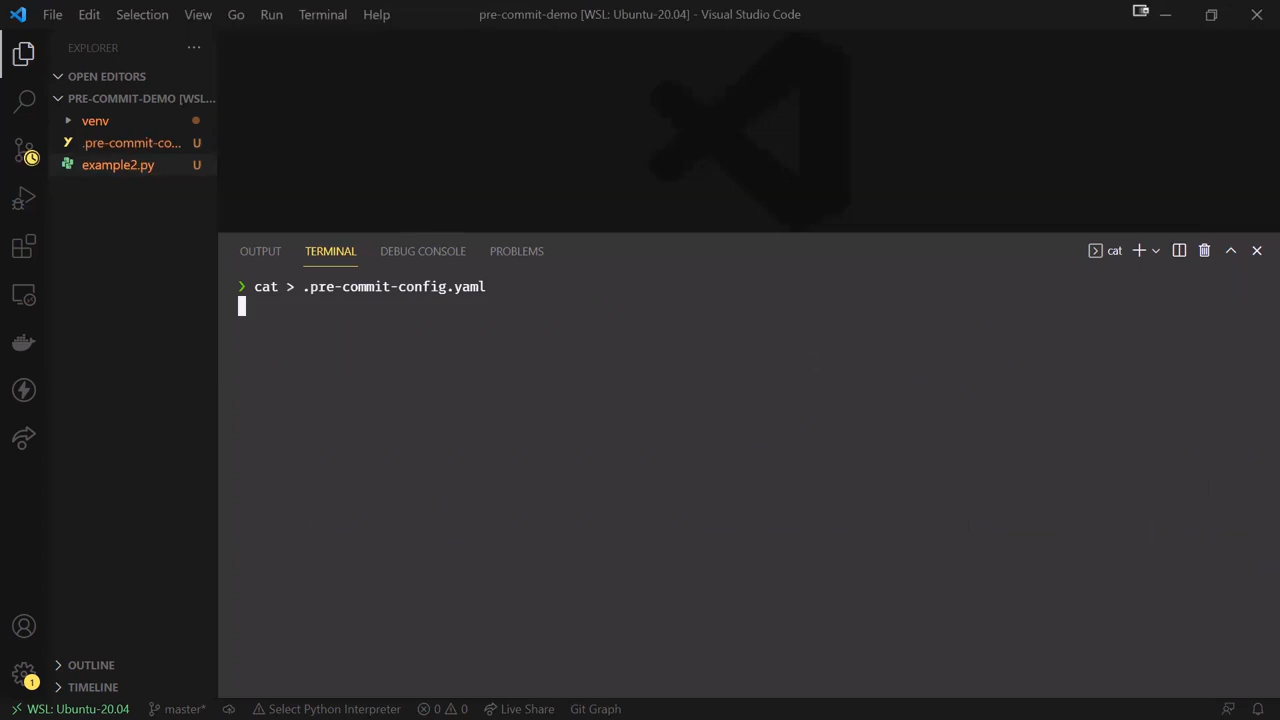 File Edit Selection View Go Run Terminal Help
pre-commit-demo [WSL: Ubuntu-20.04] - Visual Studio Code
EXPLORER
OPEN EDITORS
PRE-COMMIT-DEMO [WSL...
venv
.pre-commit-co... U
example2.py U
OUTPUT TERMINAL DEBUG CONSOLE PROBLEMS
cat
❯ cat > .pre-commit-config.yaml
OUTLINE
1
TIMELINE
WSL: Ubuntu-20.04 master* Select Python Interpreter 0 0 Live Share Git Graph